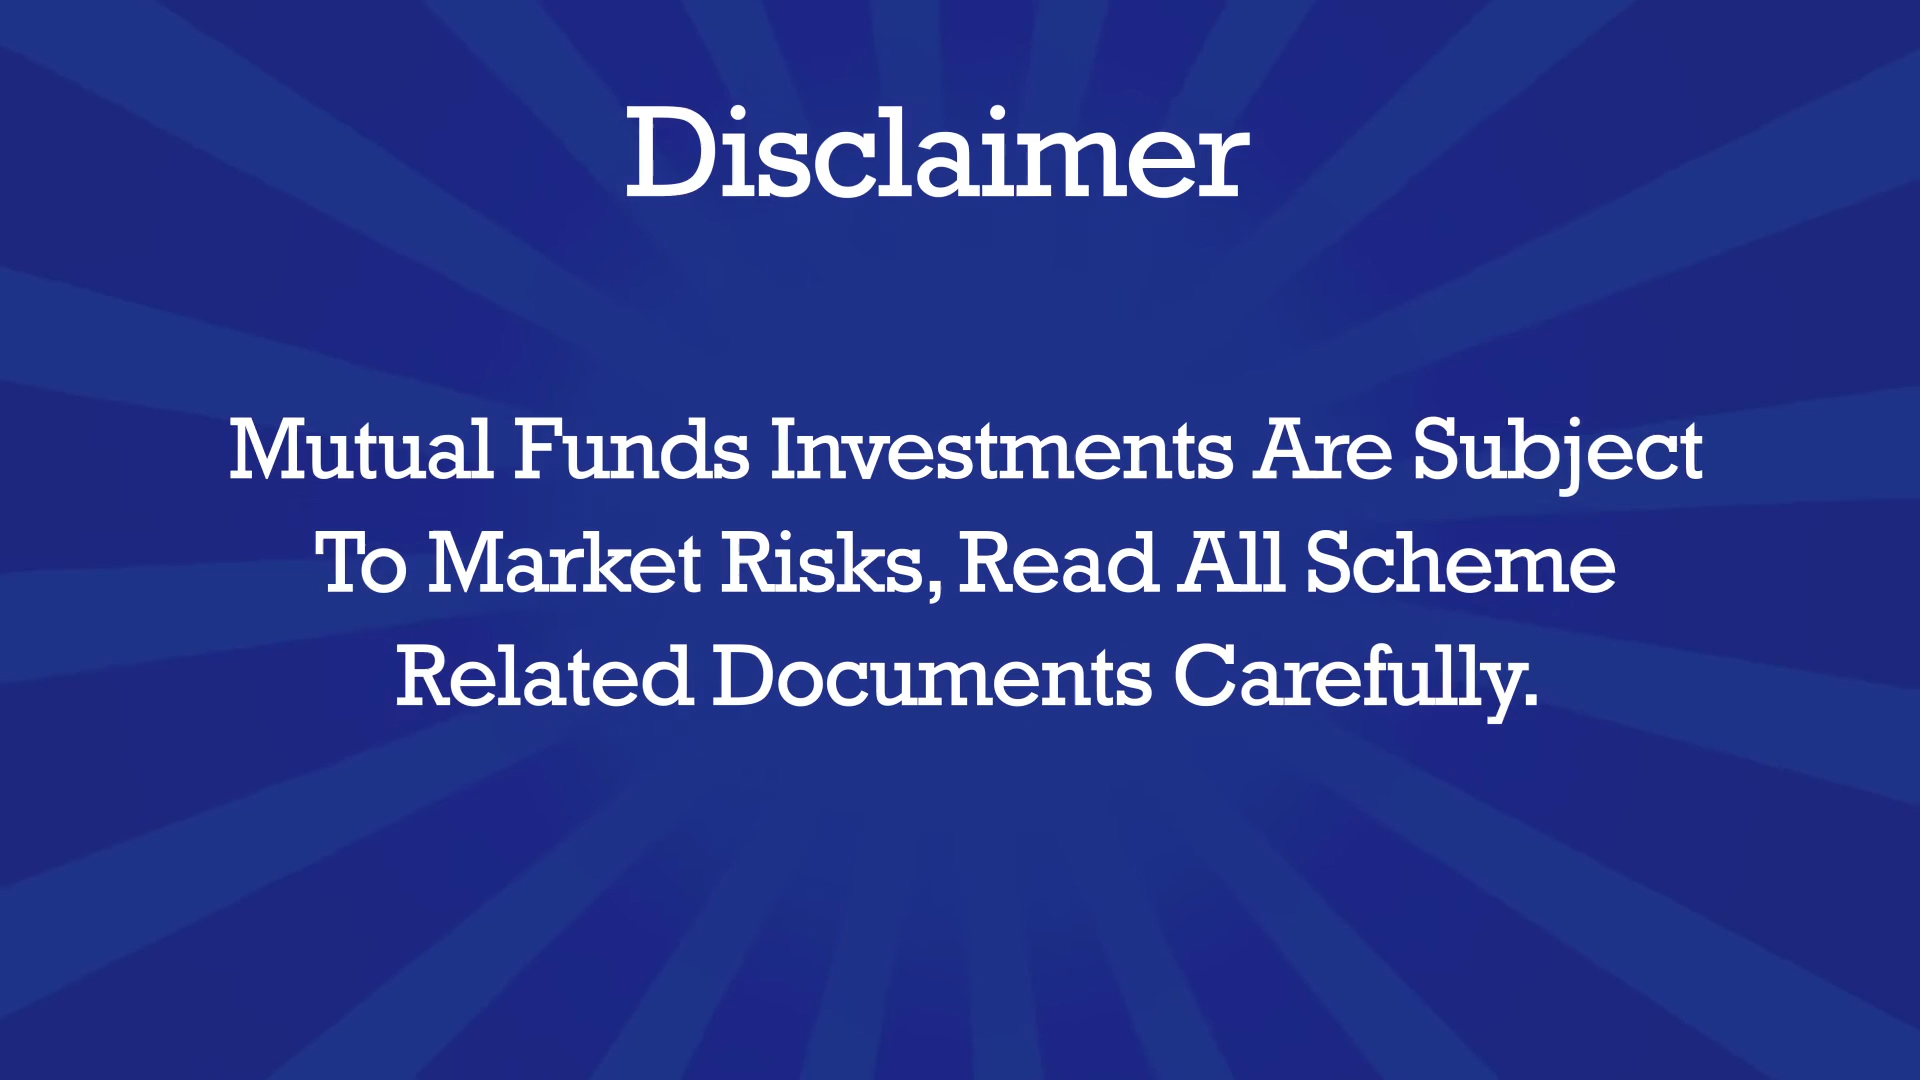 Disclaimer
Mutual Funds Investments Are Subject
To Market Risks, Read All Scheme
Related Documents Carefully.